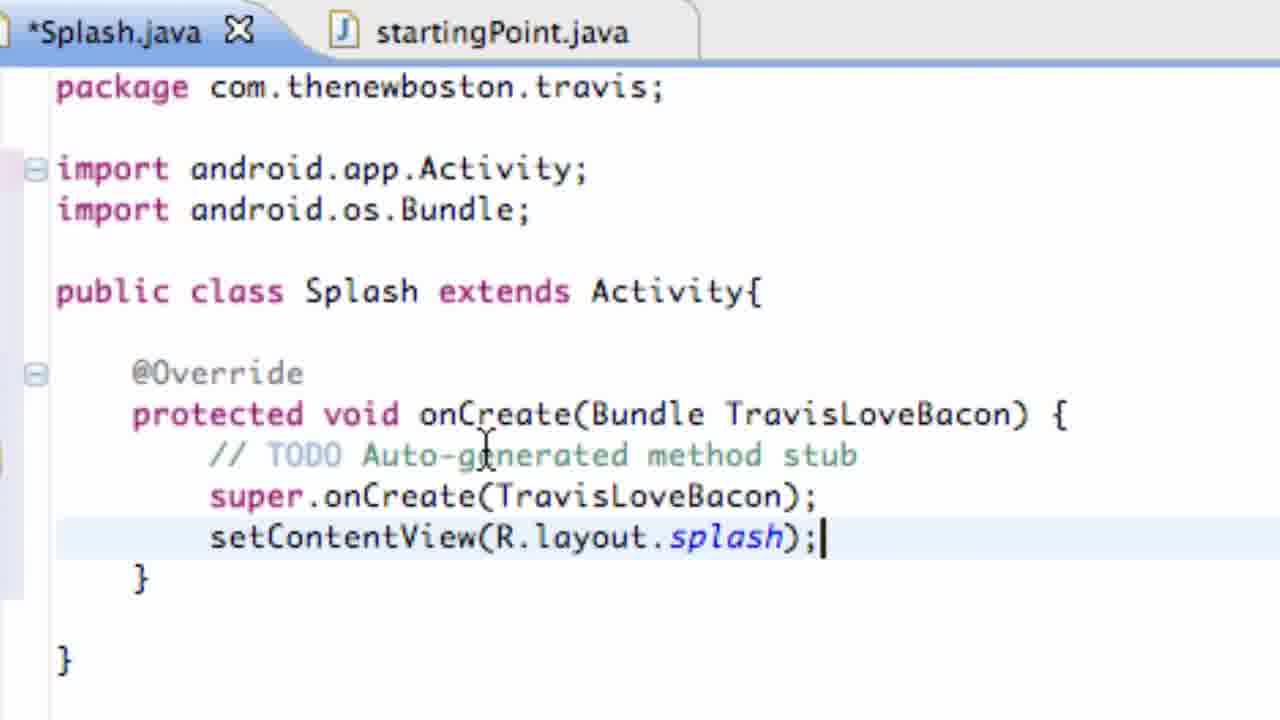 *Splash.java startingPoint.java
package com.thenewboston.travis;
import android.app.Activity;
import android.os.Bundle;
public class Splash extends Activity{
@Override
protected void onCreate(Bundle TravisLoveBacon) {
// TODO Auto-generated method stub
super.onCreate(TravisLoveBacon);
setContentView(R.layout.splash);
}
}